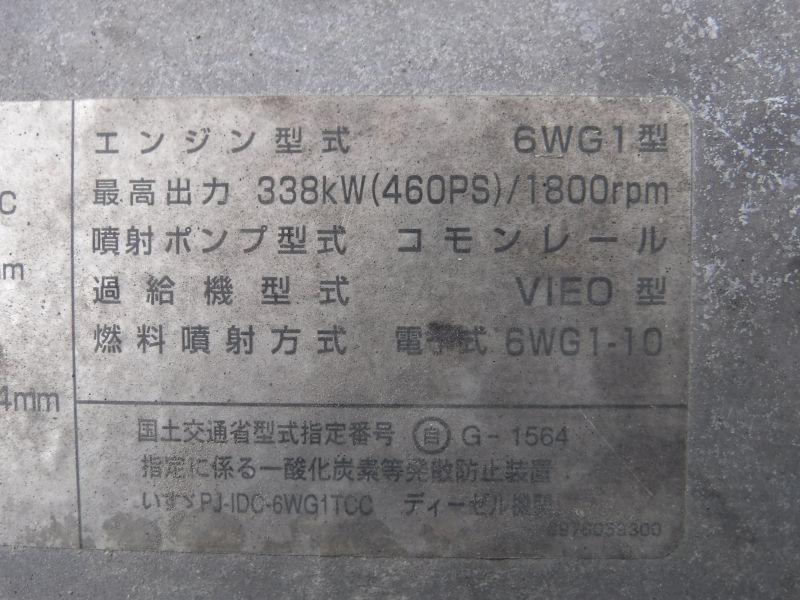 C
mm
4mm
エンジン型式 6WG1型
最高出力 338kW(460PS)/1800rpm
噴射ポンプ型式 コモンレール
過給機型式 VIEO型
燃料噴射方式 電子式 6WG1-10
国土交通省型式指定番号 自 G-1564
指定に係る一酸化炭素等発散防止装置
いすゞPJ-IDC-6WG1TCC ディーゼル機関